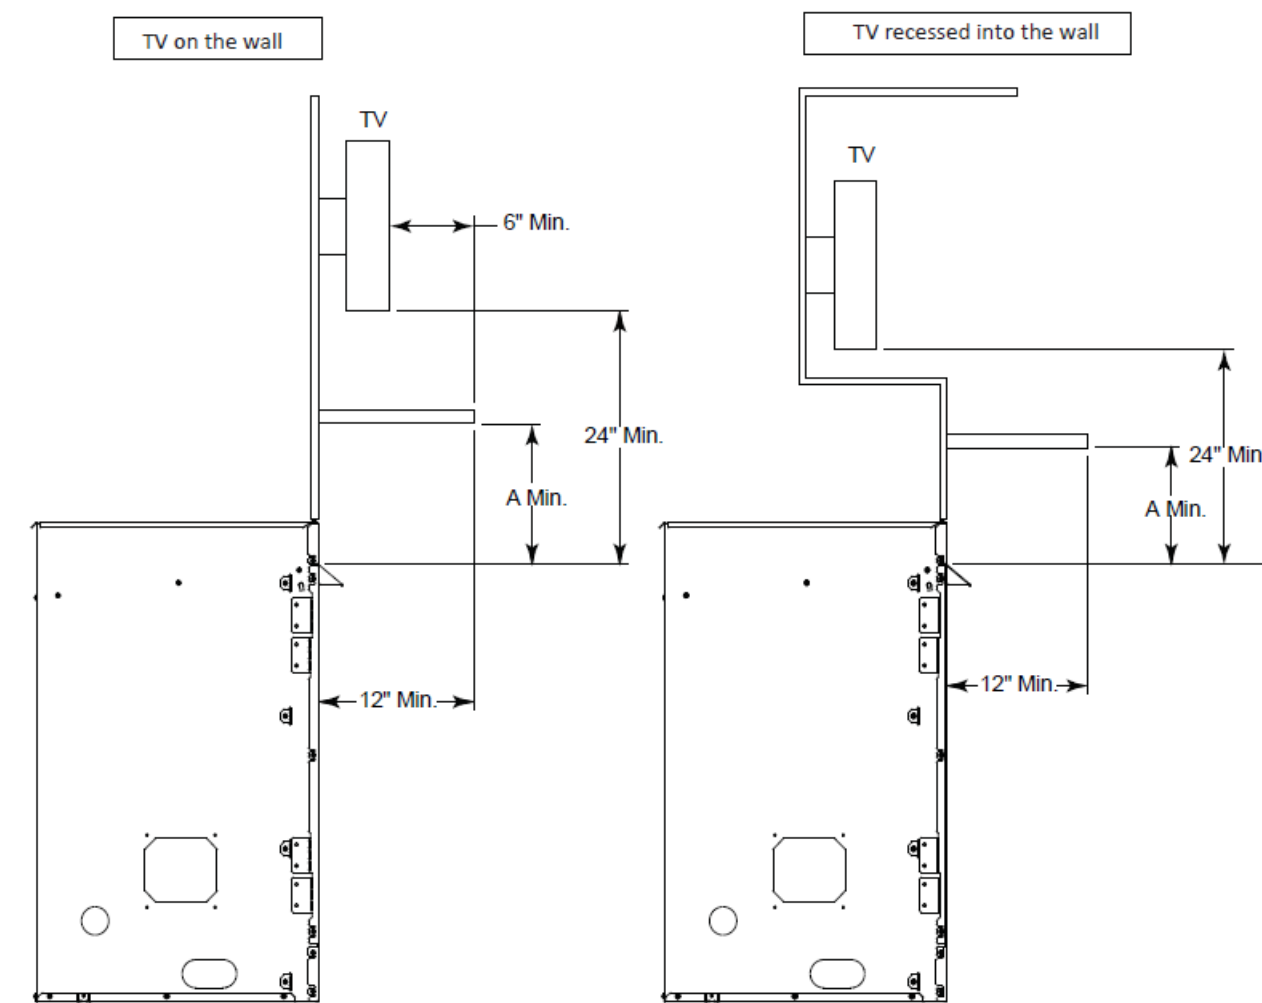 TV on the wall
TV recessed into the wall
TV
6" Min.
24" Min.
A Min.
12" Min.
TV
24" Min
A Min.
12" Min.